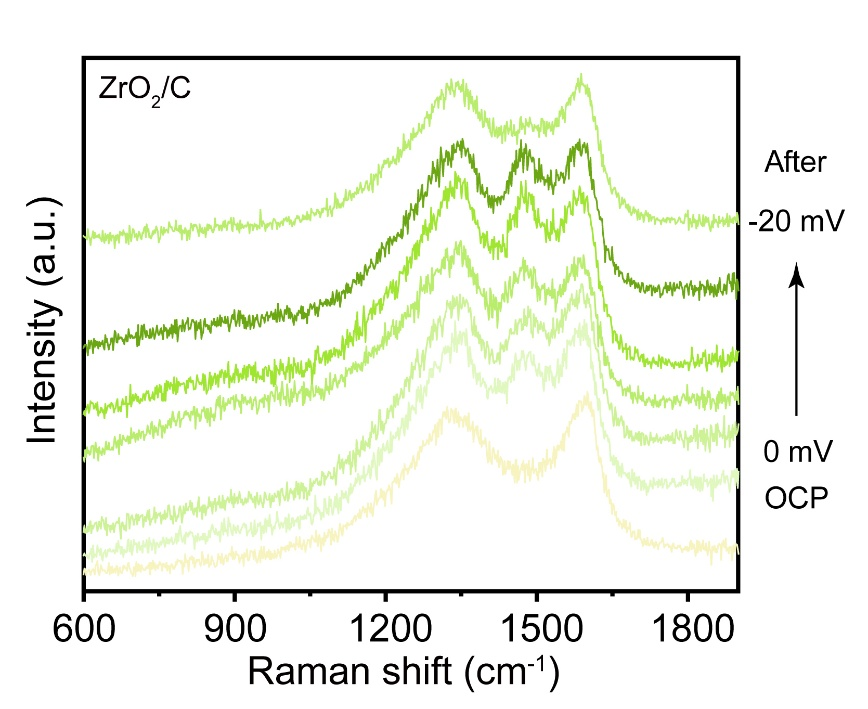 ZrO2/C
After
-20 mV
0 mV
OCP
Intensity (a.u.)
600 900 1200 1500 1800
Raman shift (cm-1)